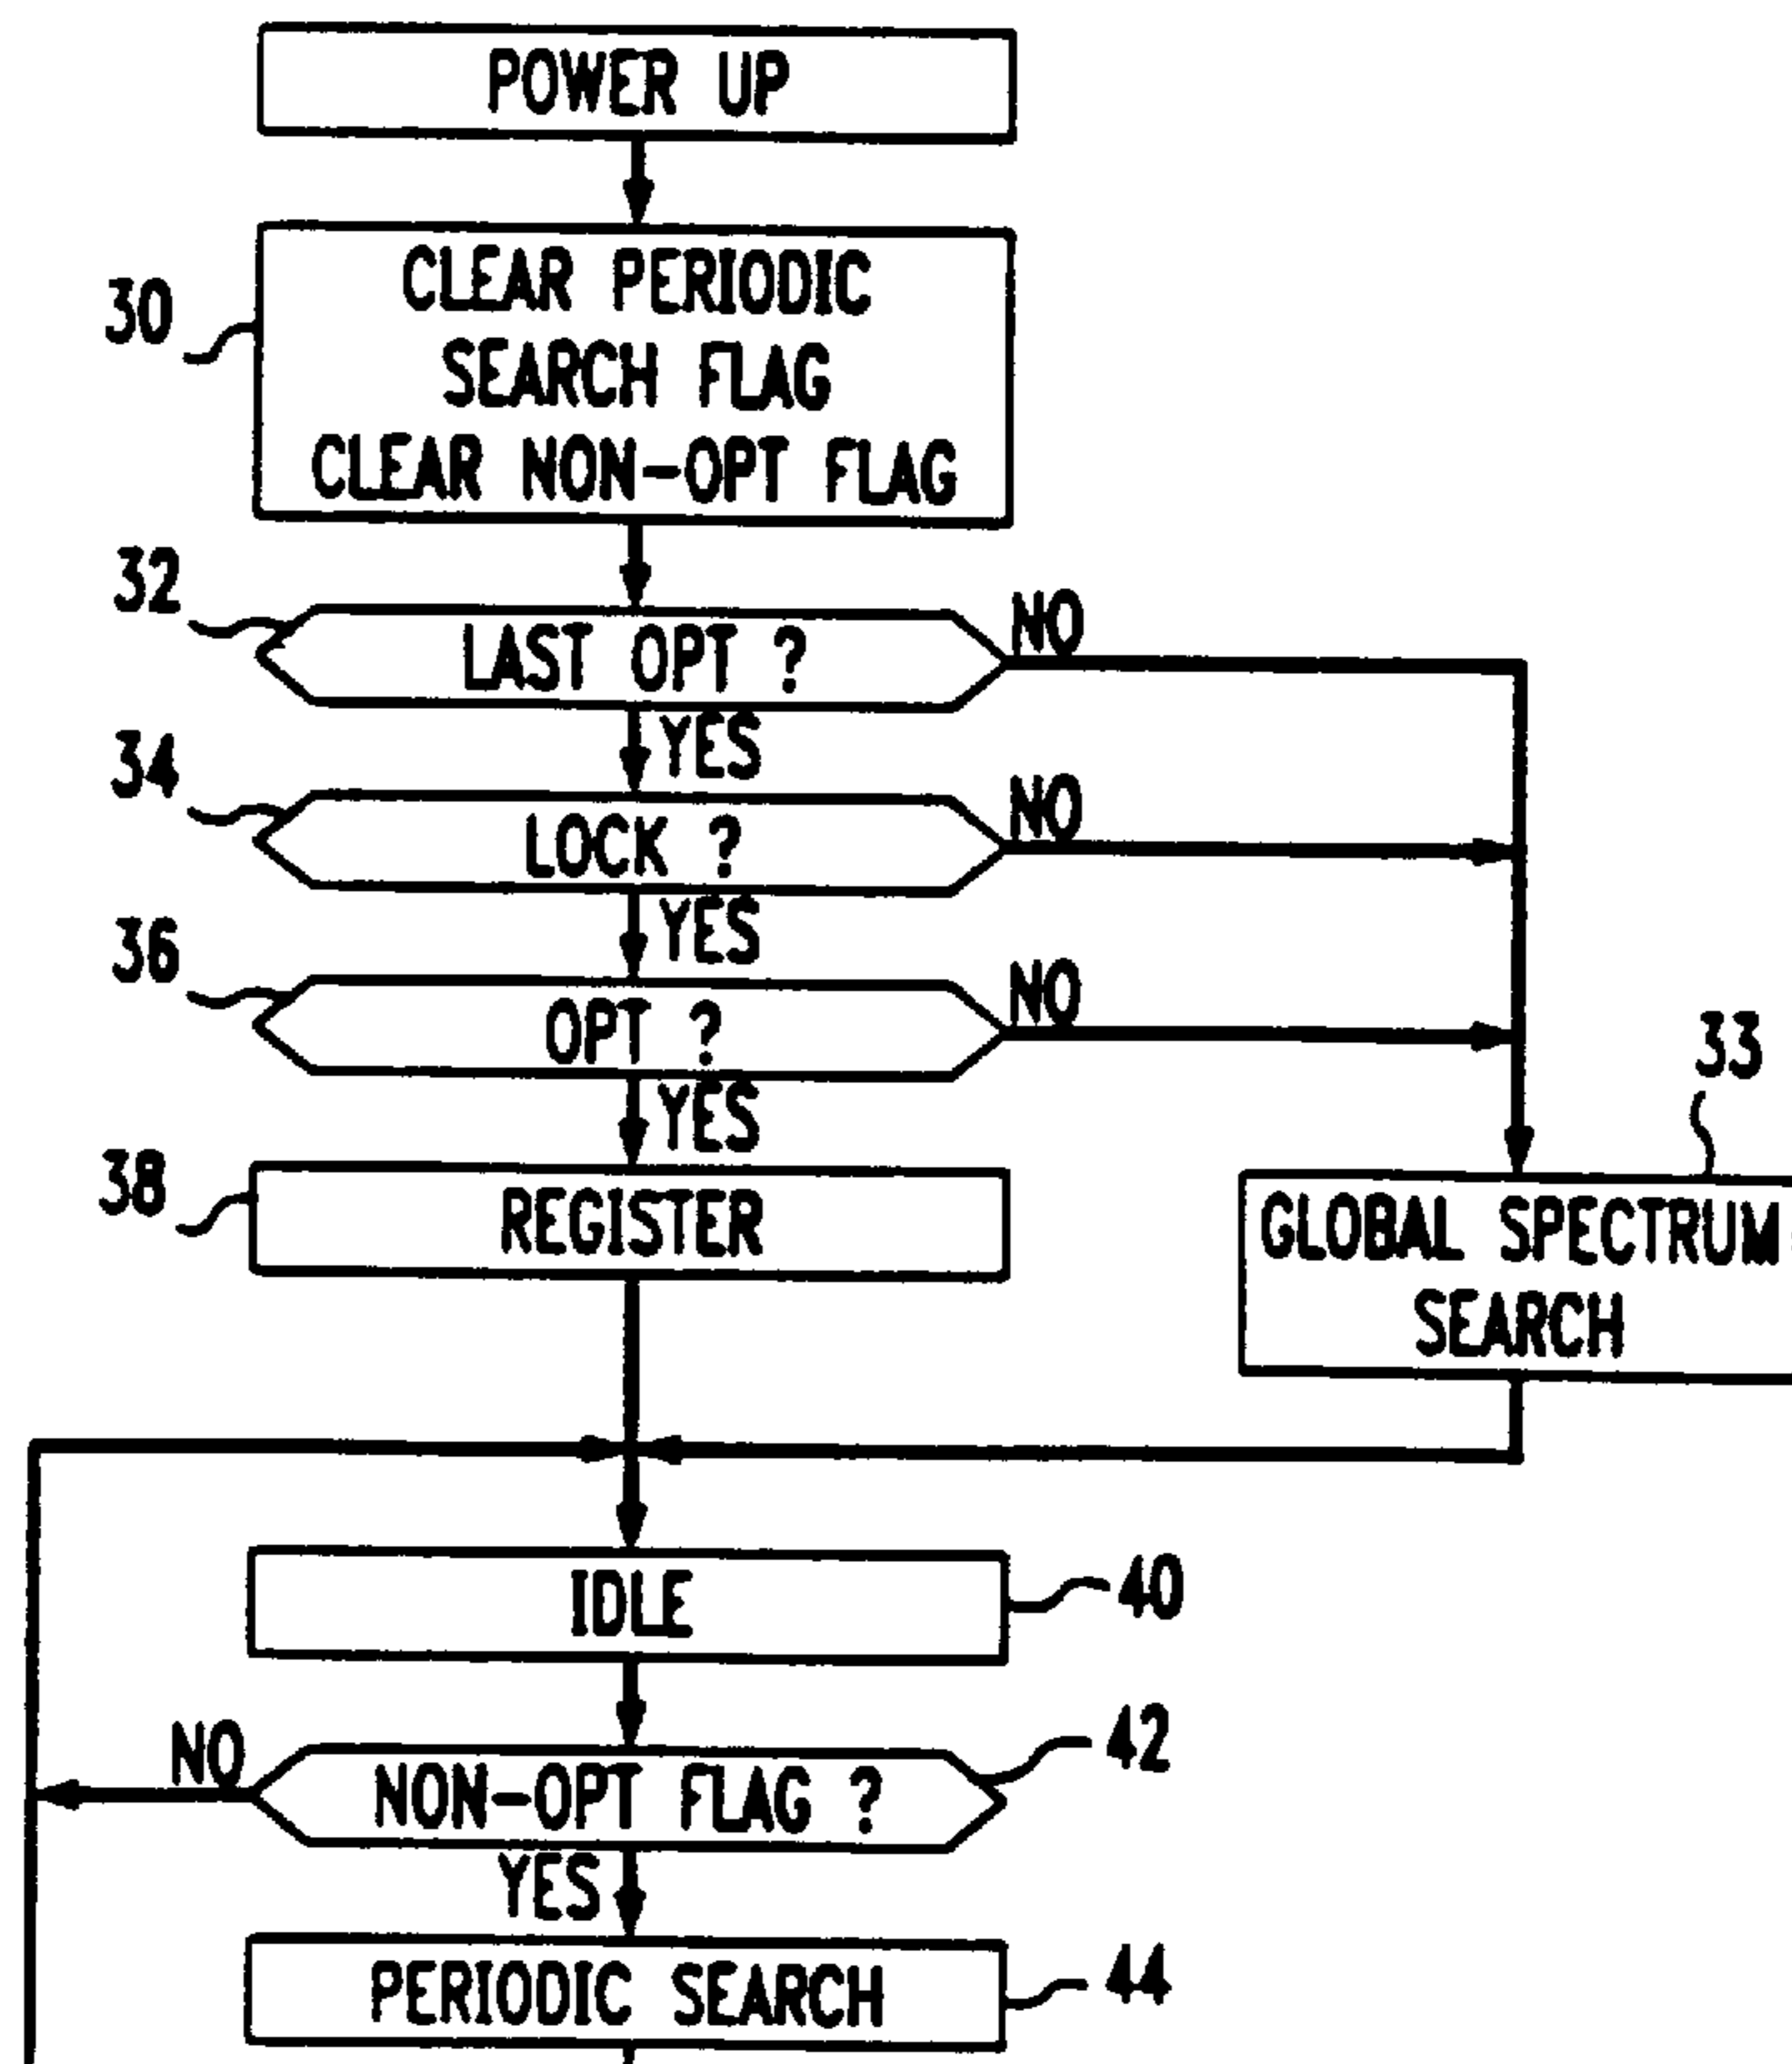 POWER UP
30
CLEAR PERIODIC
SEARCH FLAG
CLEAR NON-OPT FLAG
32
LAST OPT ?
NO
YES
34
LOCK ?
NO
YES
36
OPT ?
NO
YES
33
38
REGISTER
GLOBAL SPECTRUM
SEARCH
IDLE
40
42
NO
NON-OPT FLAG ?
YES
PERIODIC SEARCH
44